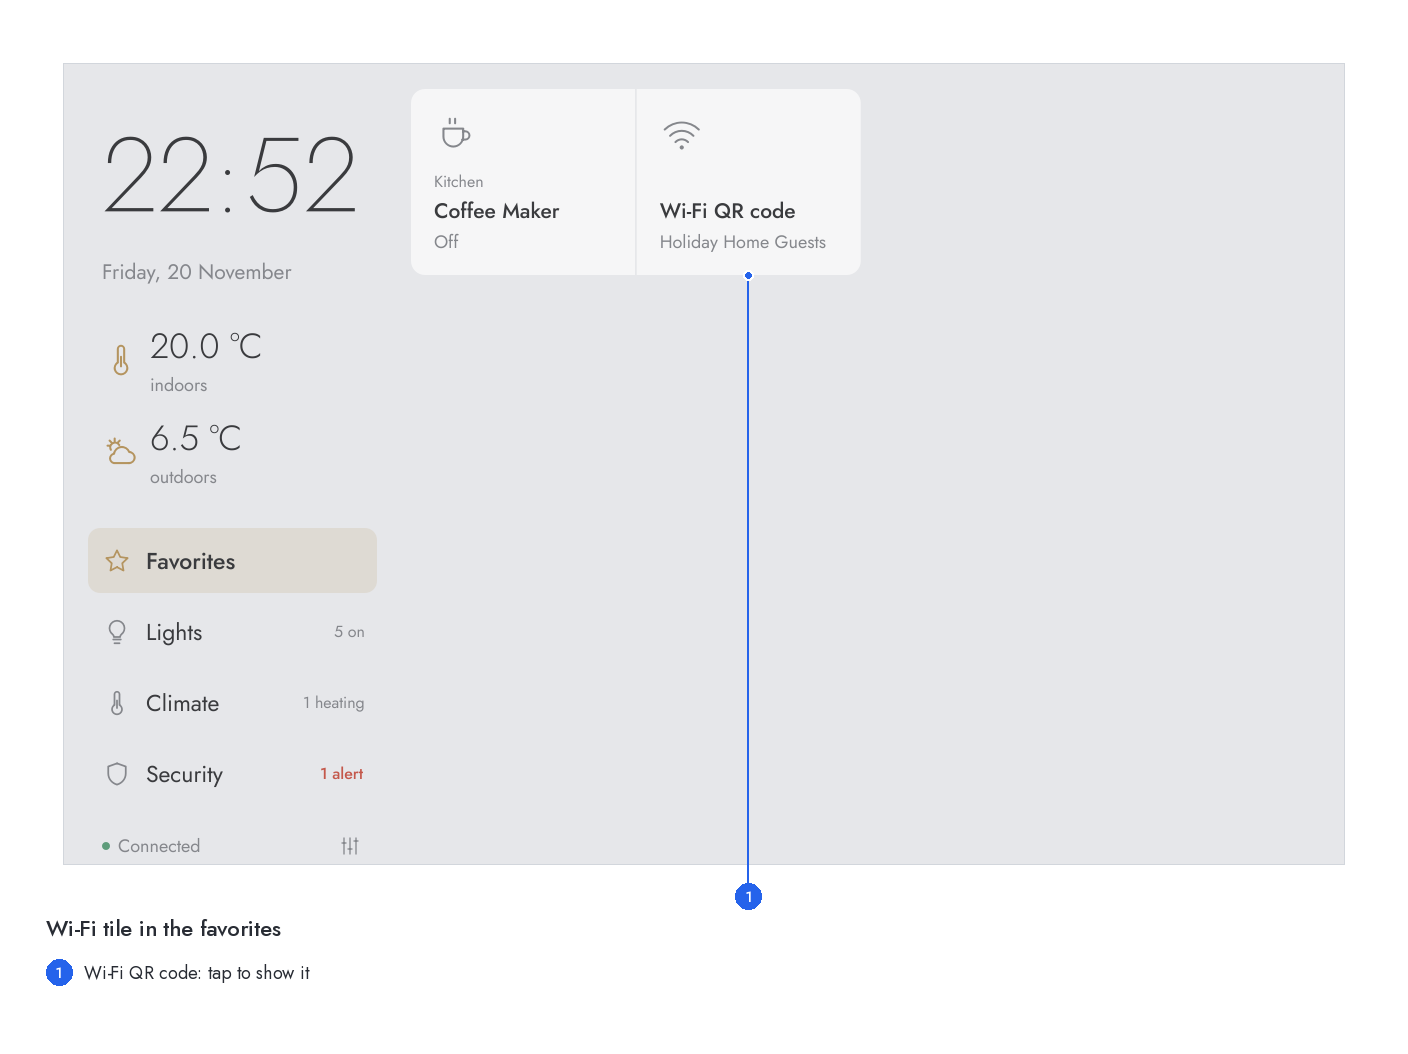 22:52
Friday, 20 November
20.0 °C
indoors
6.5 °C
outdoors
Favorites
Lights 5 on
Climate 1 heating
Security 1 alert
Connected
Kitchen
Coffee Maker
Off
Wi-Fi QR code
Holiday Home Guests
1
Wi-Fi tile in the favorites
1 Wi-Fi QR code: tap to show it